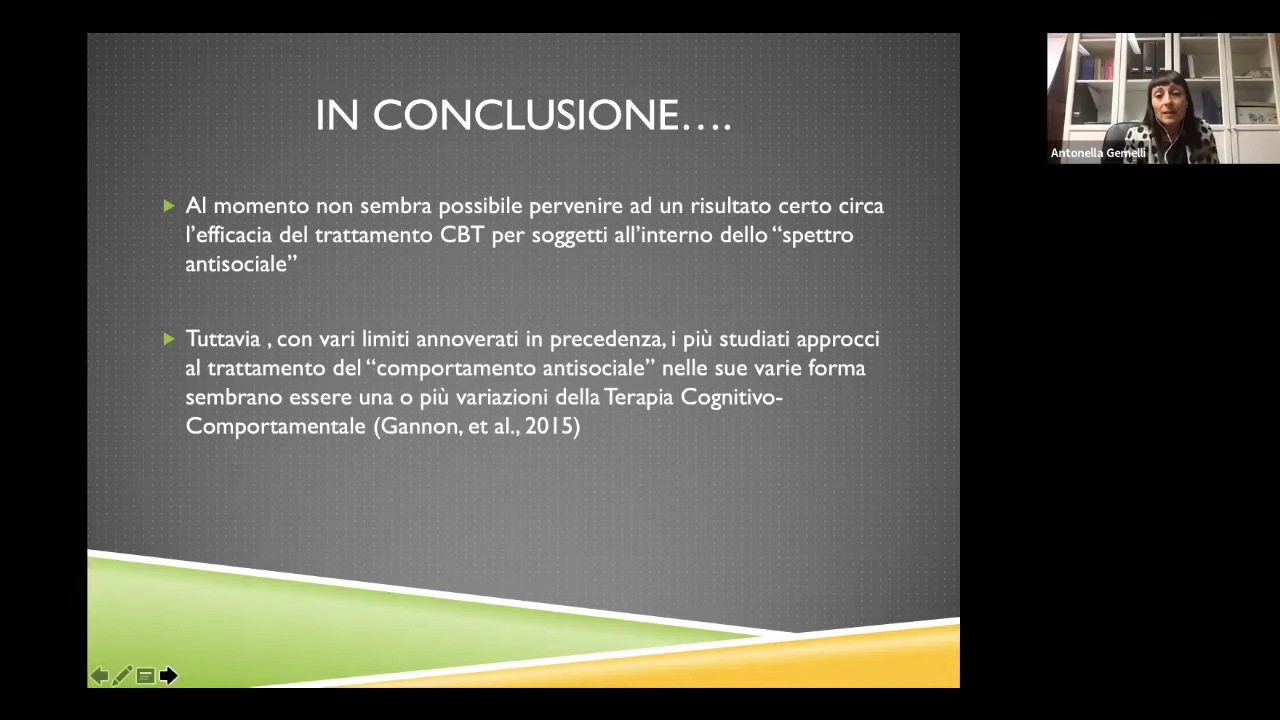 IN CONCLUSIONE….
Al momento non sembra possibile pervenire ad un risultato certo circa
l’efficacia del trattamento CBT per soggetti all’interno dello “spettro
antisociale”
Tuttavia , con vari limiti annoverati in precedenza, i più studiati approcci
al trattamento del “comportamento antisociale” nelle sue varie forma
sembrano essere una o più variazioni della Terapia Cognitivo-
Comportamentale (Gannon, et al., 2015)
Antonella Gemelli